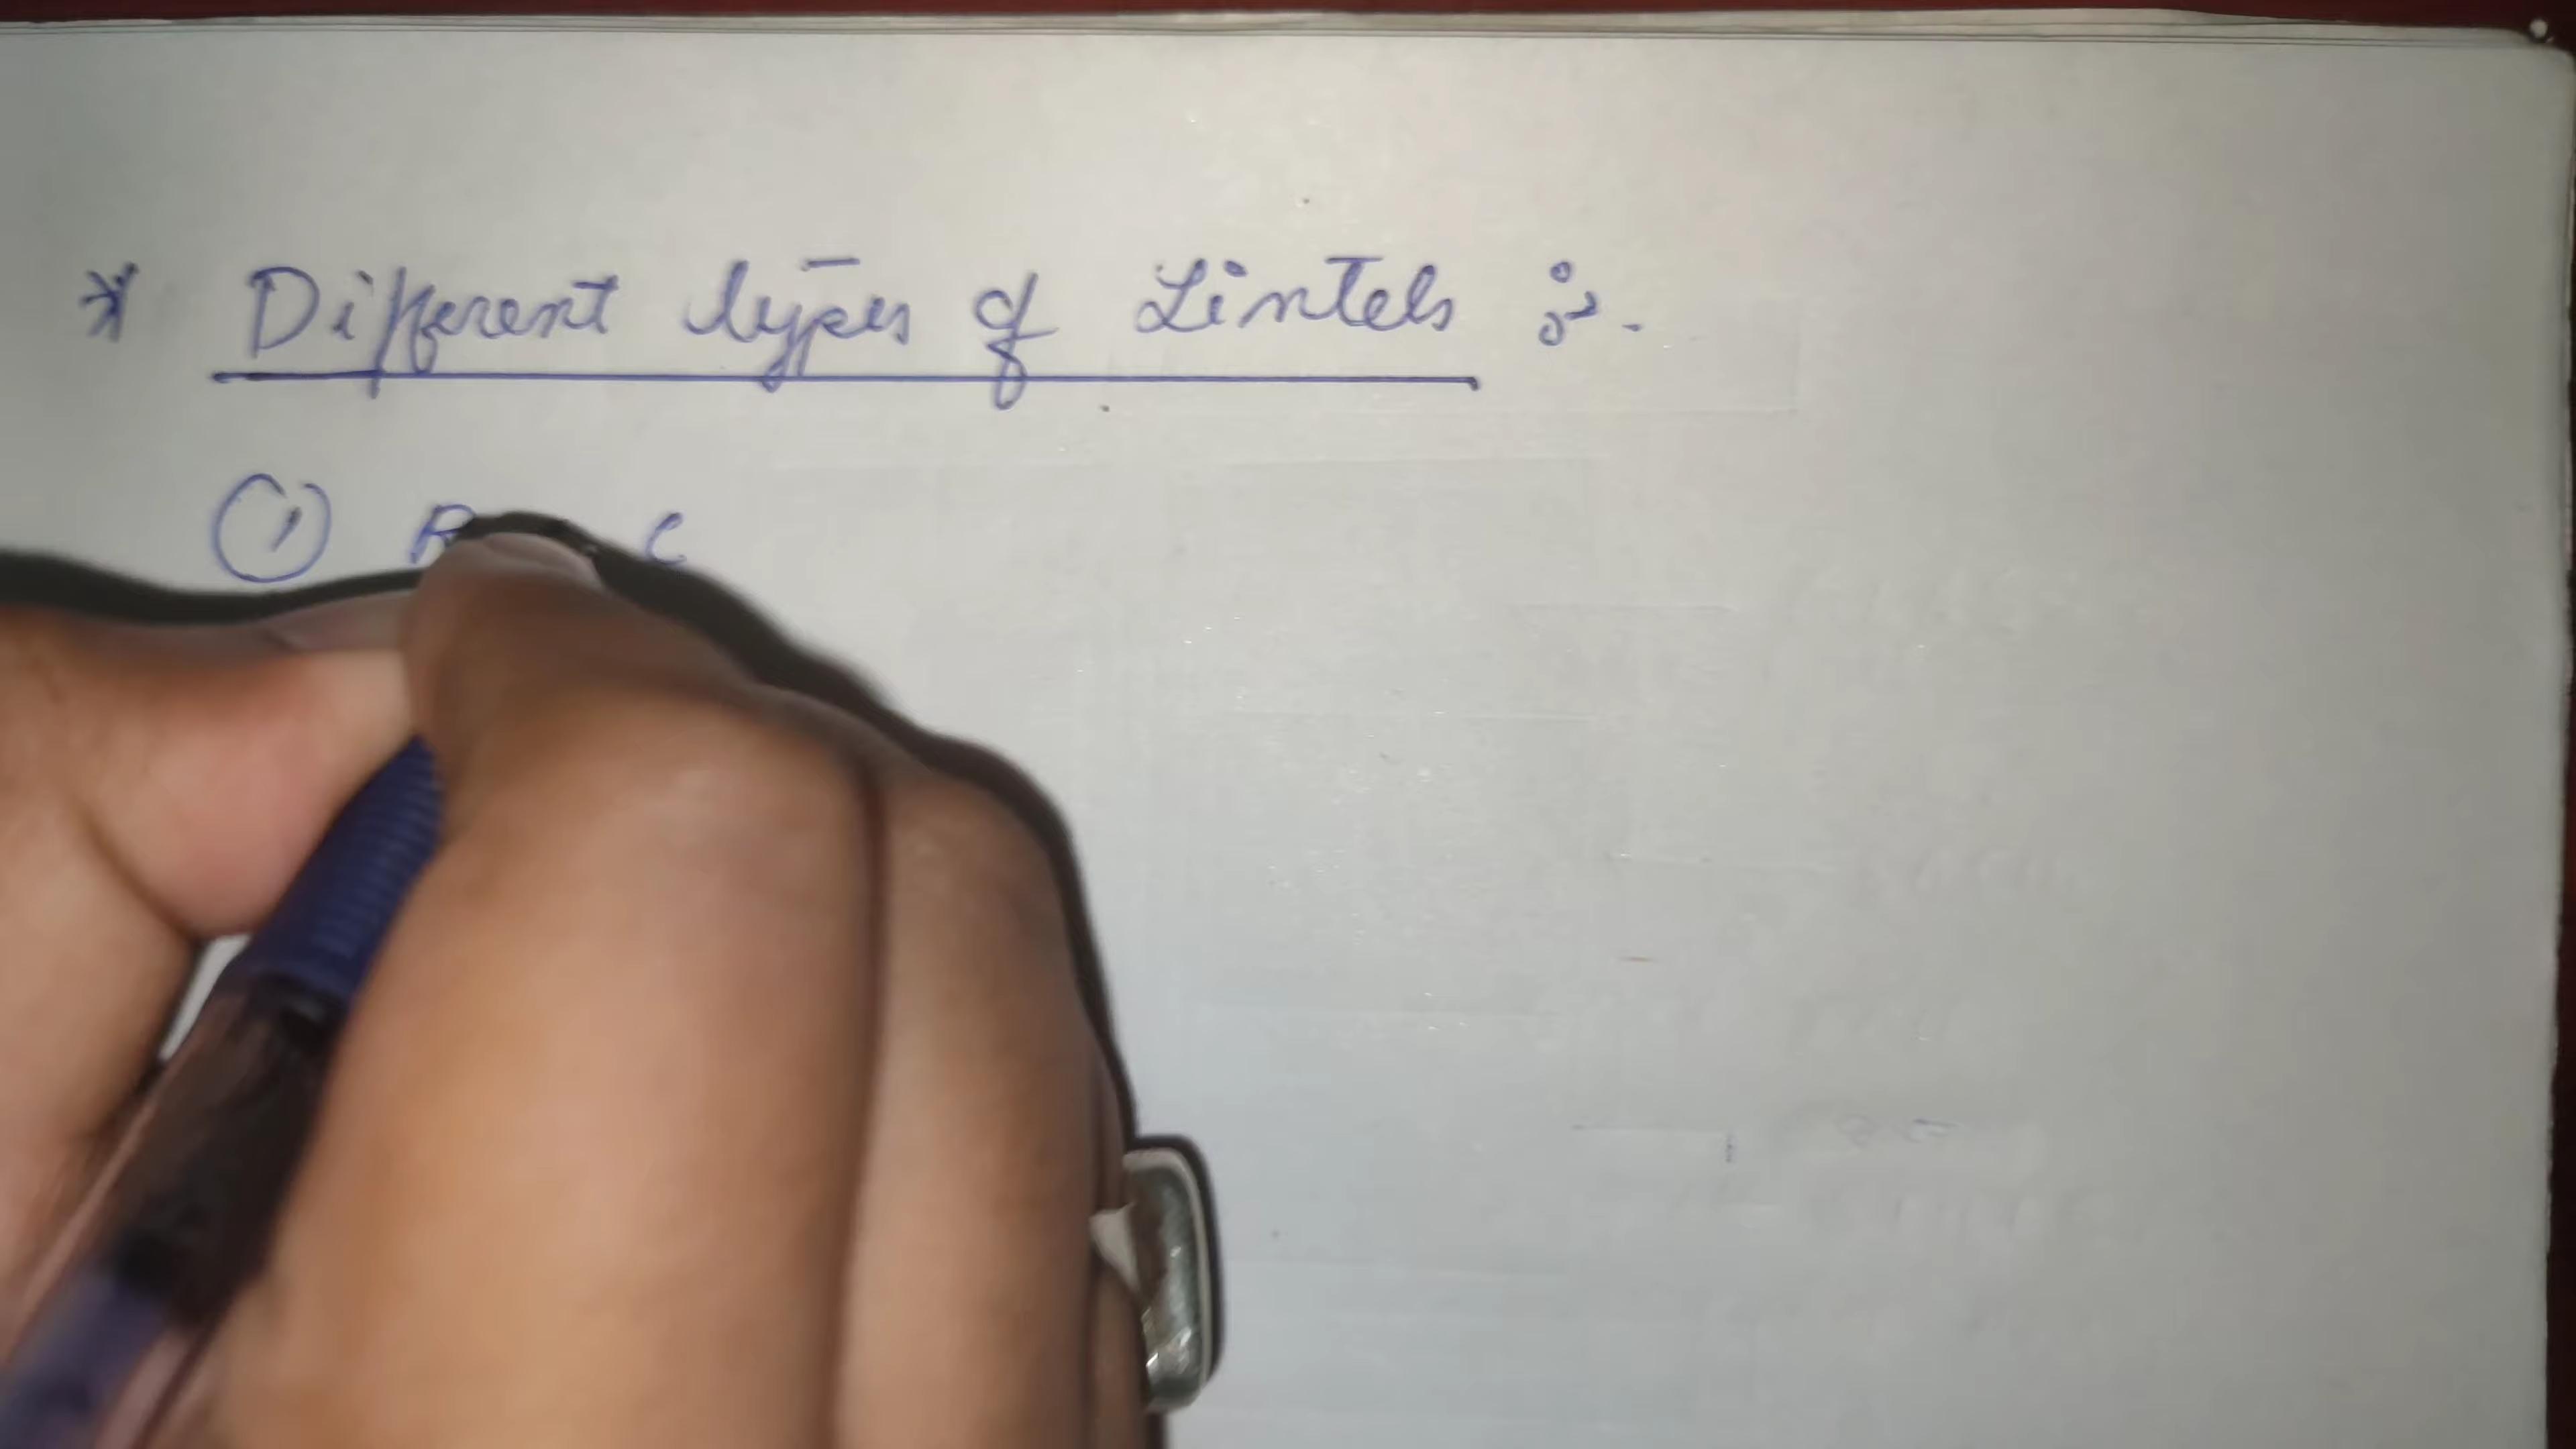 * Different types of Lintels :-
① R C